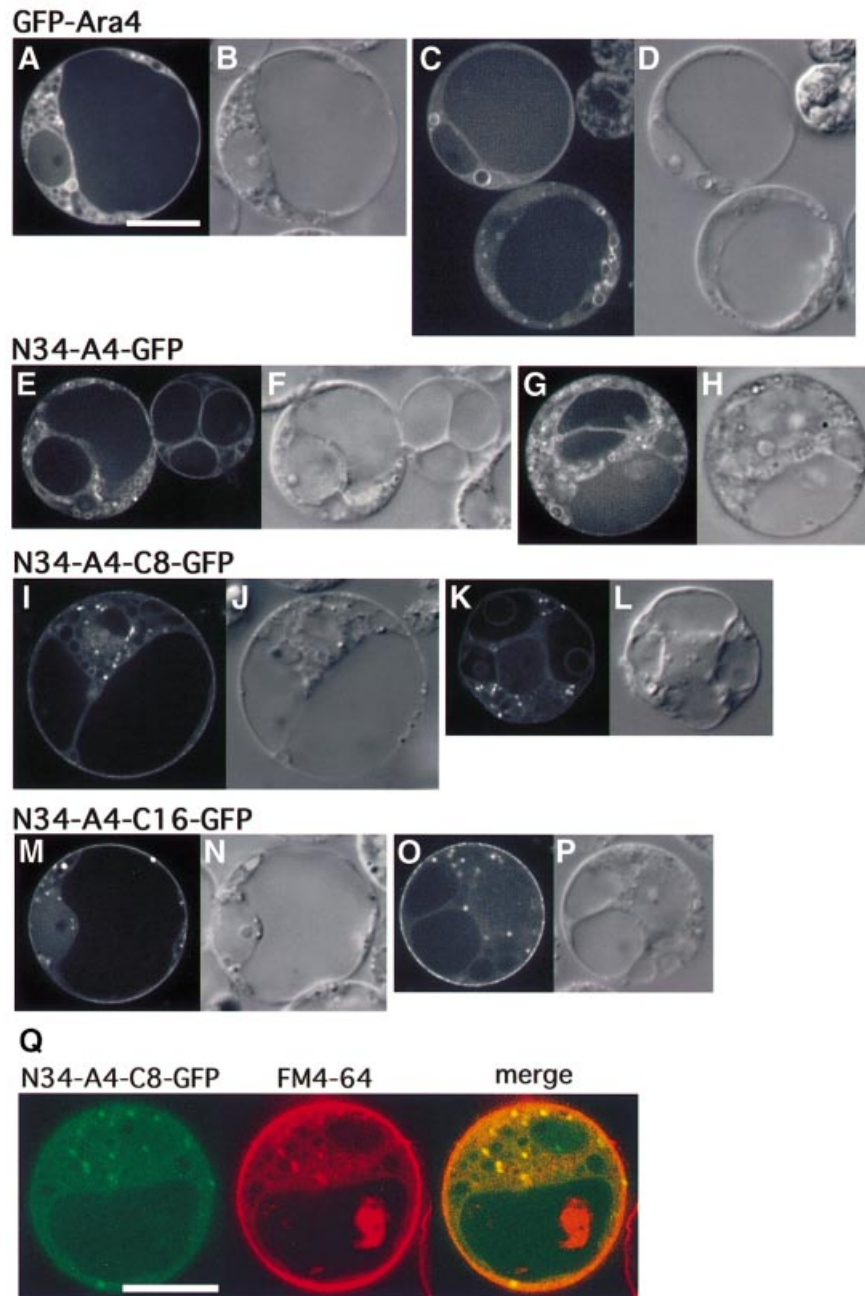 GFP-Ara4
A B C D
N34-A4-GFP
E F G H
N34-A4-C8-GFP
I J K L
N34-A4-C16-GFP
M N O P
Q
N34-A4-C8-GFP FM4-64 merge